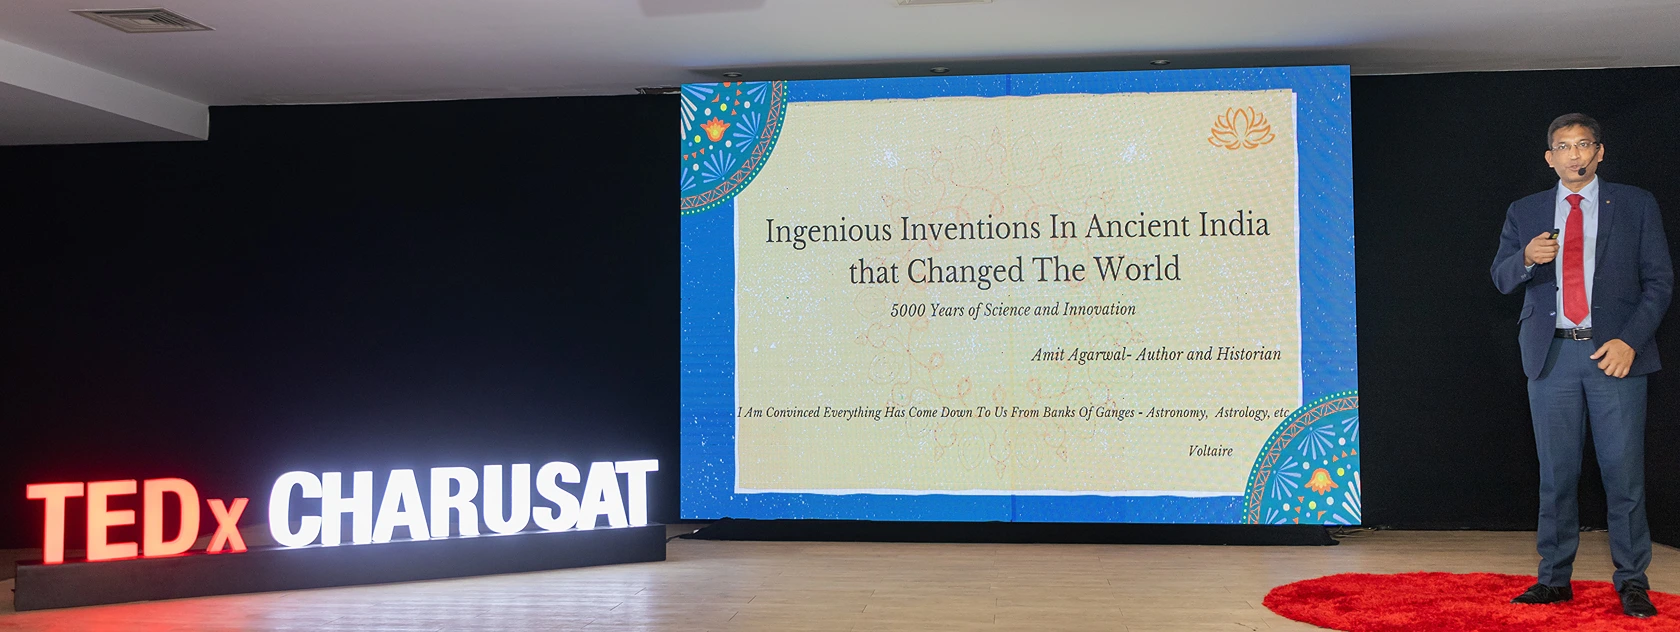 Ingenious Inventions In Ancient India
that Changed The World
5000 Years of Science and Innovation
Amit Agarwal- Author and Historian
I Am Convinced Everything Has Come Down To Us From Banks Of Ganges - Astronomy, Astrology, etc
Voltaire
TEDx CHARUSAT